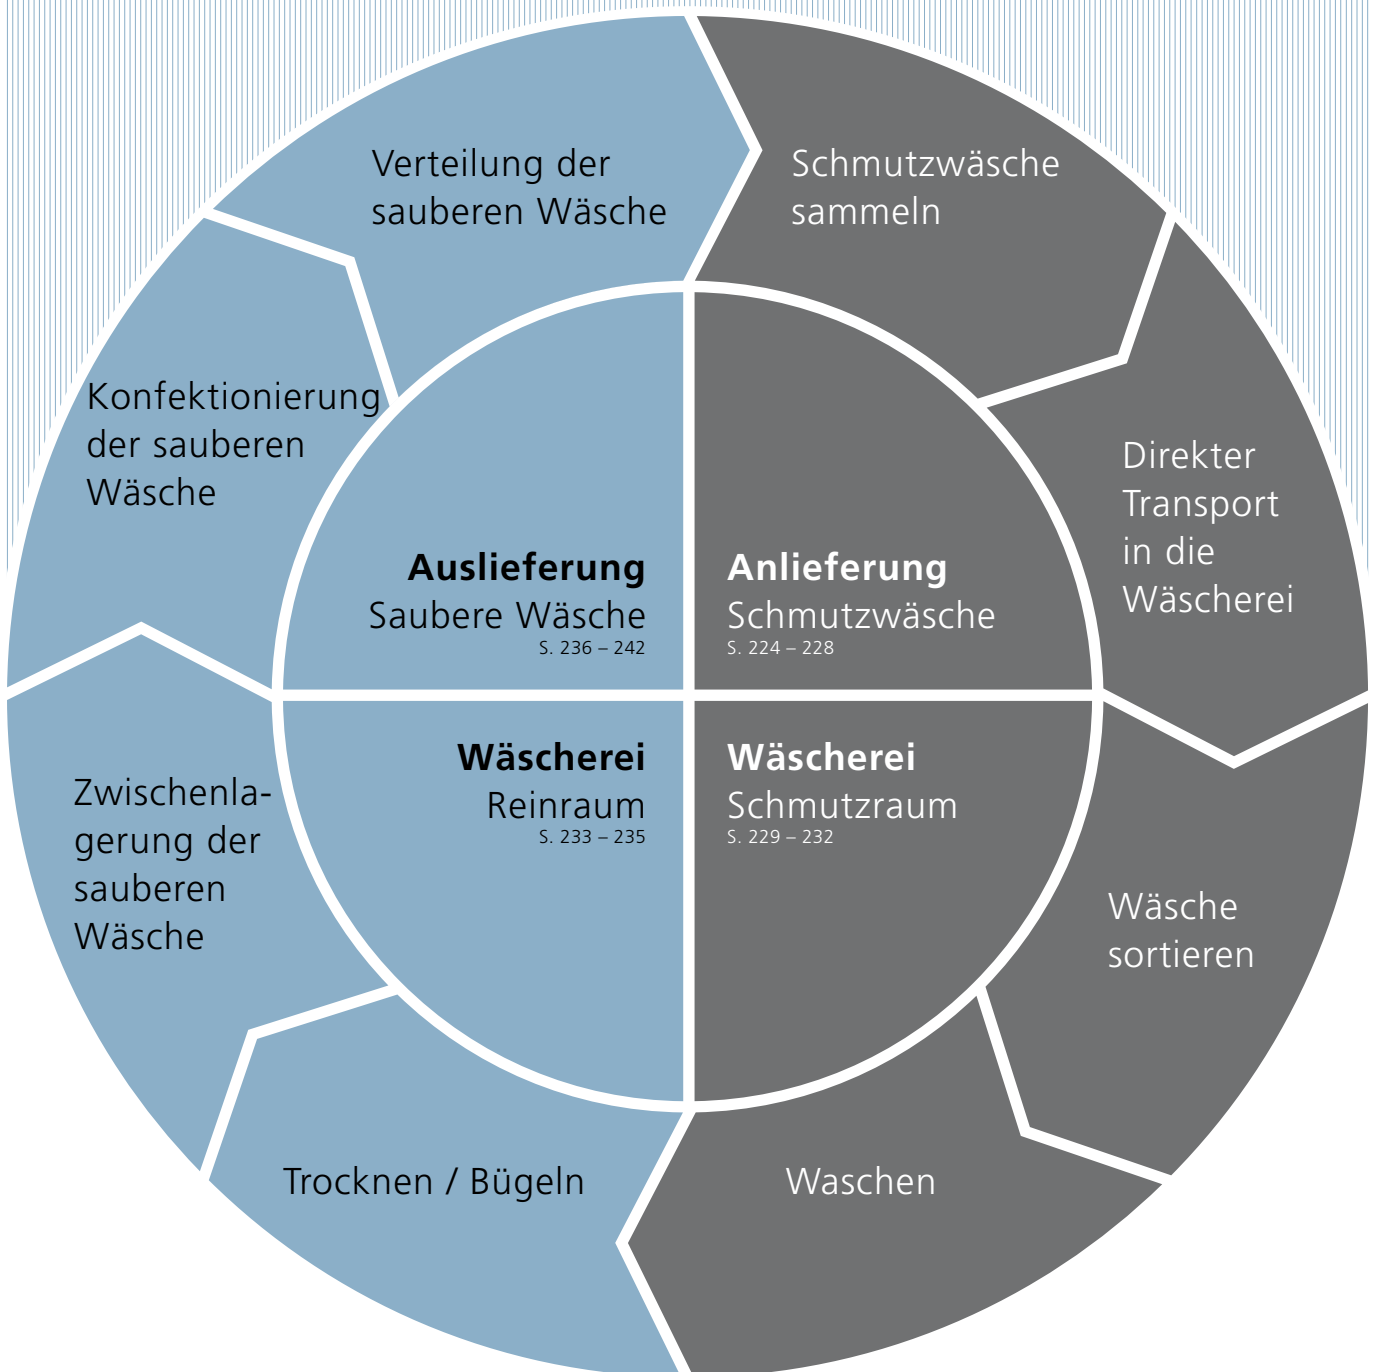 Verteilung der
sauberen Wäsche
Schmutzwäsche
sammeln
Konfektionierung
der sauberen
Wäsche
Direkter
Transport
in die
Wäscherei
Auslieferung
Saubere Wäsche
S. 236 – 242
Anlieferung
Schmutzwäsche
S. 224 – 228
Wäscherei
Reinraum
S. 233 – 235
Wäscherei
Schmutzraum
S. 229 – 232
Zwischenla-
gerung der
sauberen
Wäsche
Wäsche
sortieren
Trocknen / Bügeln
Waschen